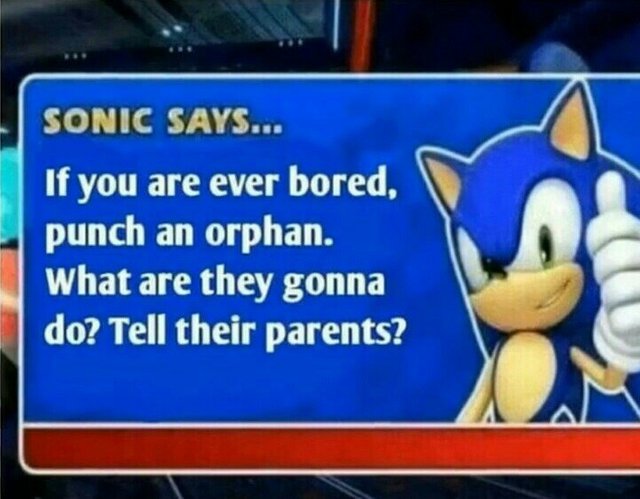 SONIC SAYS...
If you are ever bored,
punch an orphan.
What are they gonna
do? Tell their parents?